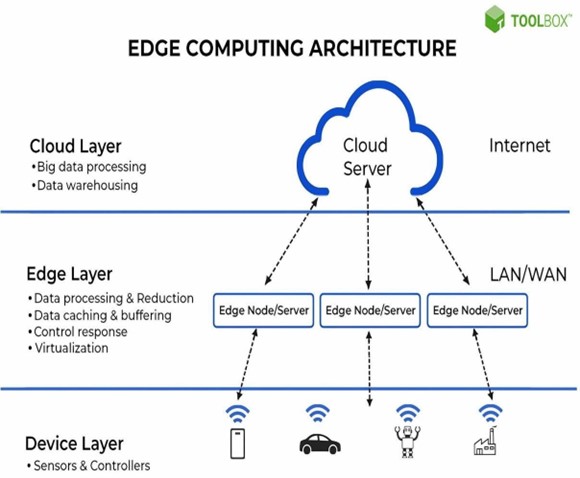 TOOLBOX™
EDGE COMPUTING ARCHITECTURE
Cloud Layer
•Big data processing
•Data warehousing
Cloud
Server
Internet
Edge Layer
•Data processing & Reduction
•Data caching & buffering
•Control response
•Virtualization
LAN/WAN
Edge Node/Server
Edge Node/Server
Edge Node/Server
Device Layer
• Sensors & Controllers